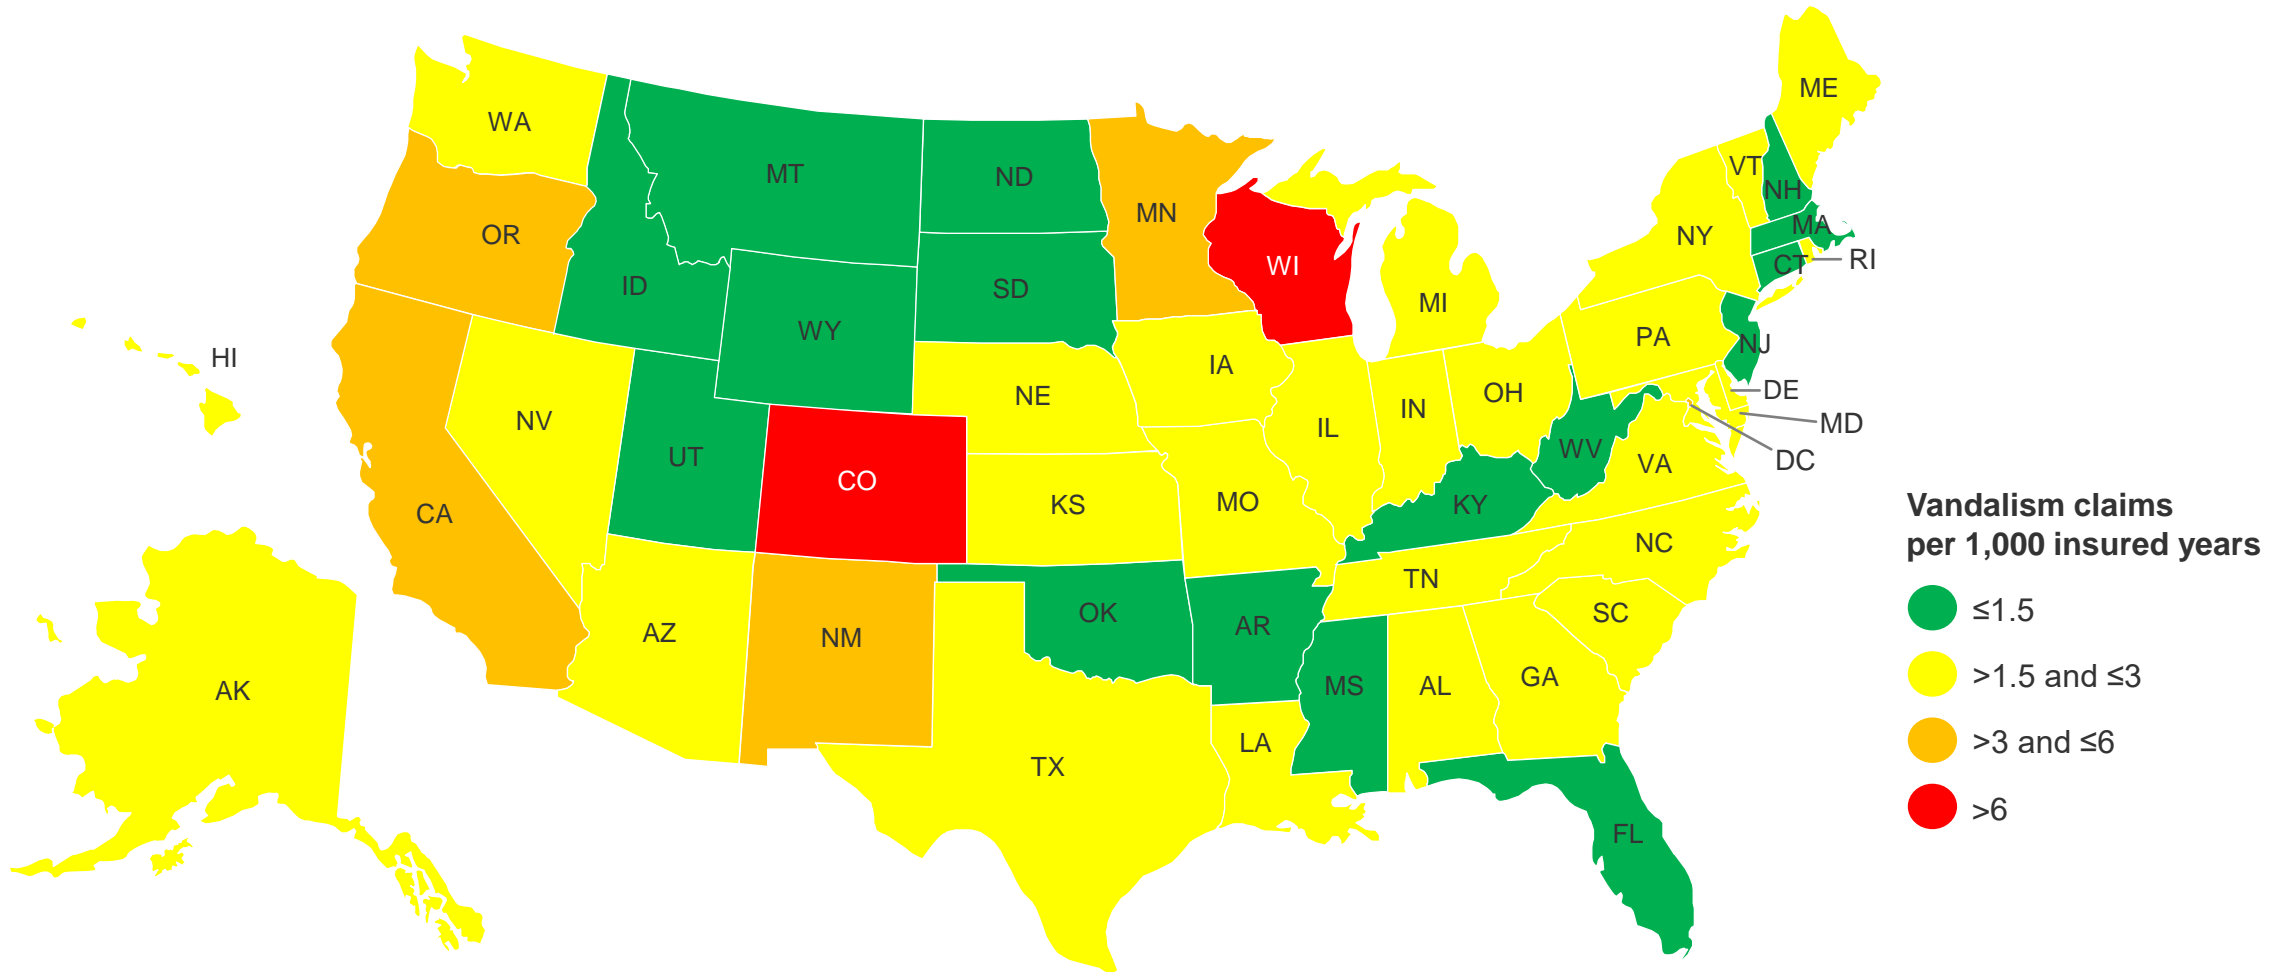 ME
WA
VT
MT
ND
NH
MN
MA
OR
NY
RI
CT
WI
ID
SD
MI
WY
PA
NJ
HI
IA
DE
NE
OH
IN
NV
MD
IL
WV
UT
DC
VA
CO
KS
MO
KY
CA
NC
TN
OK
SC
AR
AZ
NM
GA
MS
AL
AK
LA
TX
FL
Vandalism claims
per 1,000 insured years
≤1.5
>1.5 and ≤3
>3 and ≤6
>6